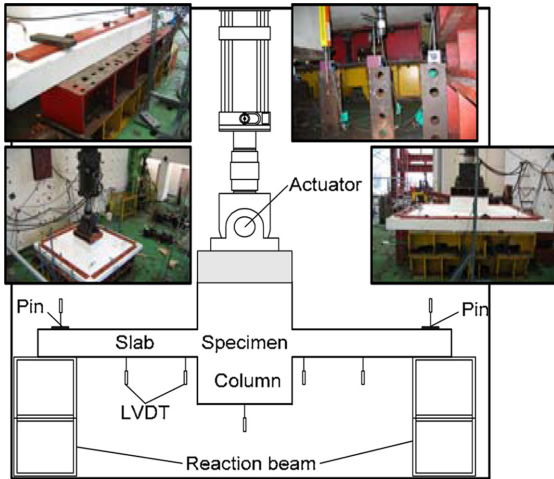 Actuator
Pin
Pin
Slab
Specimen
Column
LVDT
Reaction beam